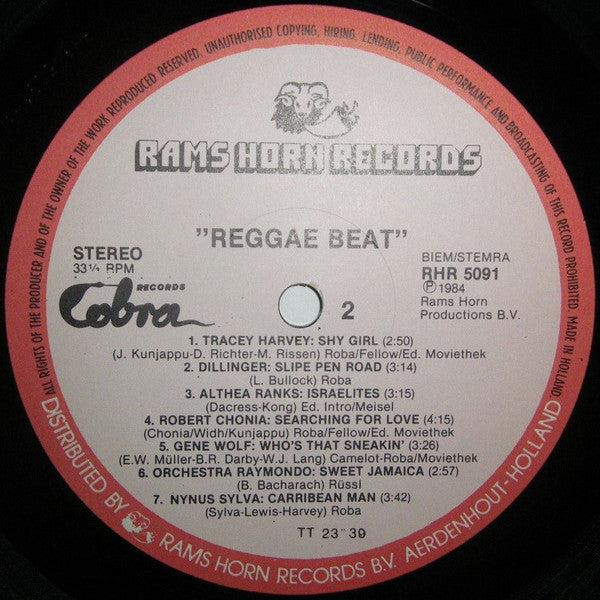 ALL RIGHTS OF THE PRODUCER AND OF THE OWNER OF THE WORK REPRODUCED RESERVED. UNAUTHORISED COPYING, HIRING, LENDING, PUBLIC PERFORMANCE AND BROADCASTING OF THIS RECORD PROHIBITED. MADE IN HOLLAND
RAMS HORN RECORDS
"REGGAE BEAT"
STEREO
33⅓ RPM
RECORDS
Cobra
BIEM/STEMRA
RHR 5091
Ⓟ 1984
Rams Horn
Productions B.V.
2
1. TRACEY HARVEY: SHY GIRL (2:50)
(J. Kunjappu-D. Richter-M. Rissen) Roba/Fellow/Ed. Moviethek
2. DILLINGER: SLIPE PEN ROAD (3:14)
(L. Bullock) Roba
3. ALTHEA RANKS: ISRAELITES (3:15)
(Dacress-Kong) Ed. Intro/Meisel
4. ROBERT CHONIA: SEARCHING FOR LOVE (4:15)
(Chonia/Widh/Kunjappu) Roba/Fellow/Ed. Moviethek
5. GENE WOLF: WHO'S THAT SNEAKIN' (3:26)
(E.W. Müller-B.R. Darby-W.J. Lang) Camelot-Roba/Moviethek
6. ORCHESTRA RAYMONDO: SWEET JAMAICA (2:57)
(B. Bacharach) Rüssl
7. NYNUS SYLVA: CARRIBEAN MAN (3:42)
(Sylva-Lewis-Harvey) Roba
TT 23"39
DISTRIBUTED BY RAMS HORN RECORDS B.V. AERDENHOUT-HOLLAND